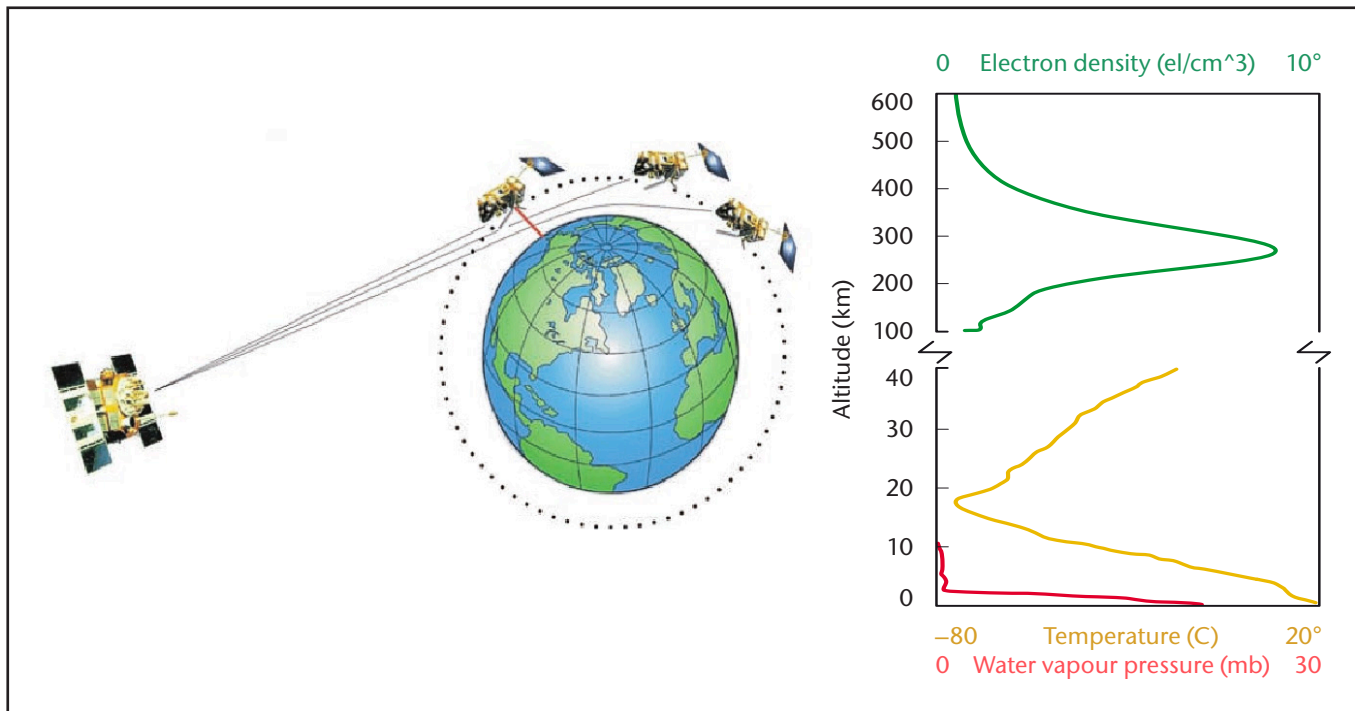 0 Electron density (el/cm^3) 10°
Altitude (km)
600
500
400
300
200
100
40
30
20
10
0
−80 Temperature (C) 20°
0 Water vapour pressure (mb) 30